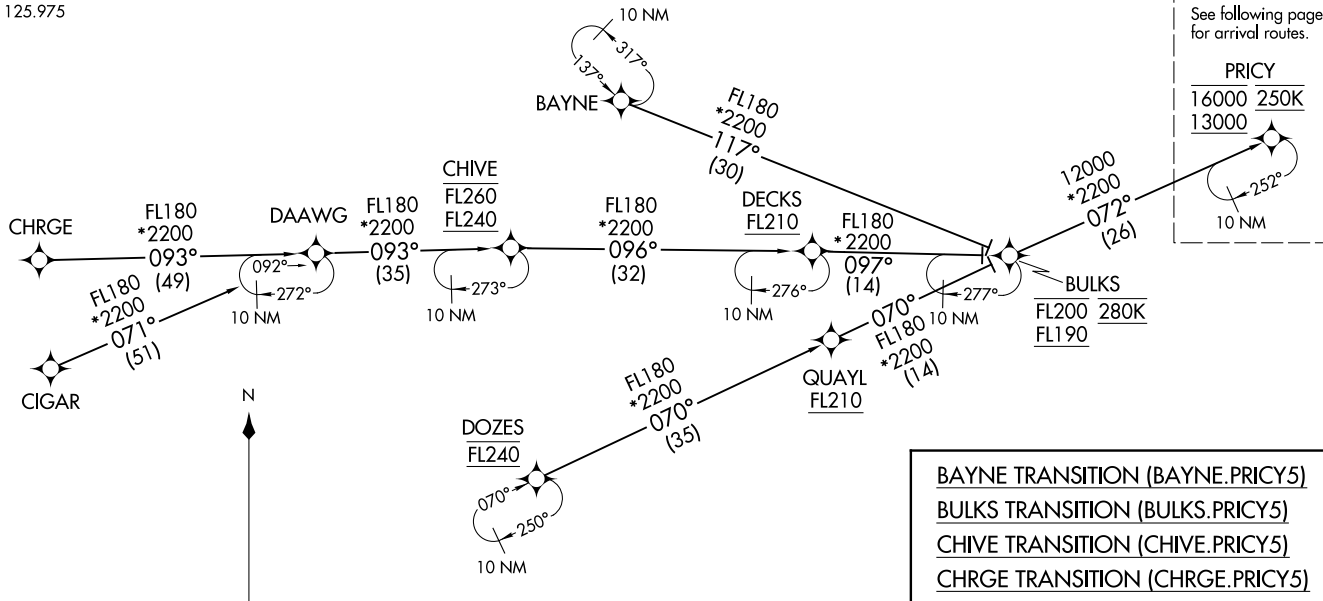 125.975
10 NM
317°
137°
BAYNE
FL180
*2200
117°
(30)
See following page
for arrival routes.
PRICY
16000 250K
13000
252°
10 NM
12000
*2200
072°
(26)
CHRGE
FL180
*2200
093°
(49)
DAAWG
092°
272°
10 NM
FL180
*2200
093°
(35)
CHIVE
FL260
FL240
273°
10 NM
FL180
*2200
096°
(32)
DECKS
FL210
276°
10 NM
FL180
*2200
097°
(14)
277°
10 NM
BULKS
FL200 280K
FL190
FL180
*2200
071°
(51)
CIGAR
N
070°
FL180
*2200
(14)
QUAYL
FL210
FL180
*2200
070°
(35)
DOZES
FL240
070°
250°
10 NM
BAYNE TRANSITION (BAYNE.PRICY5)
BULKS TRANSITION (BULKS.PRICY5)
CHIVE TRANSITION (CHIVE.PRICY5)
CHRGE TRANSITION (CHRGE.PRICY5)